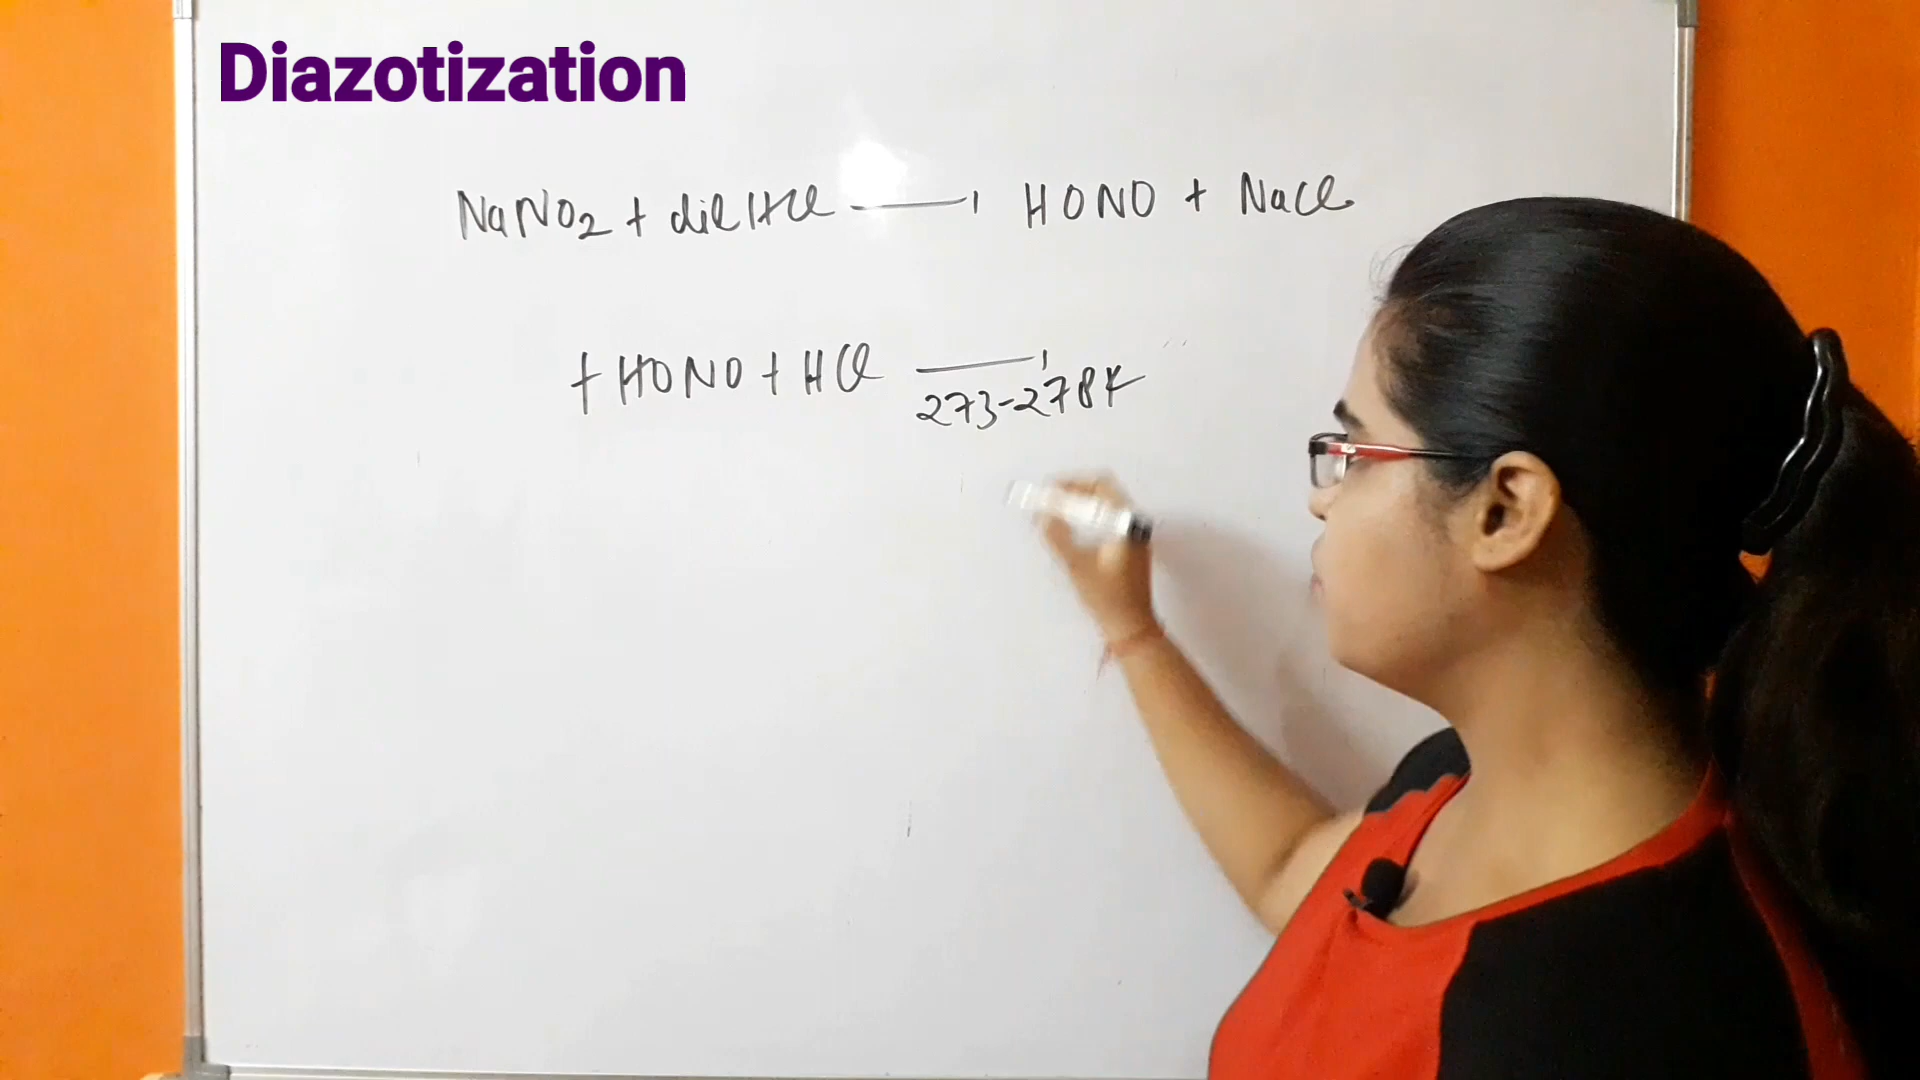 Diazotization
NaNO2 + dil HCl → HONO + NaCl
+ HONO + HCl →
273-278K